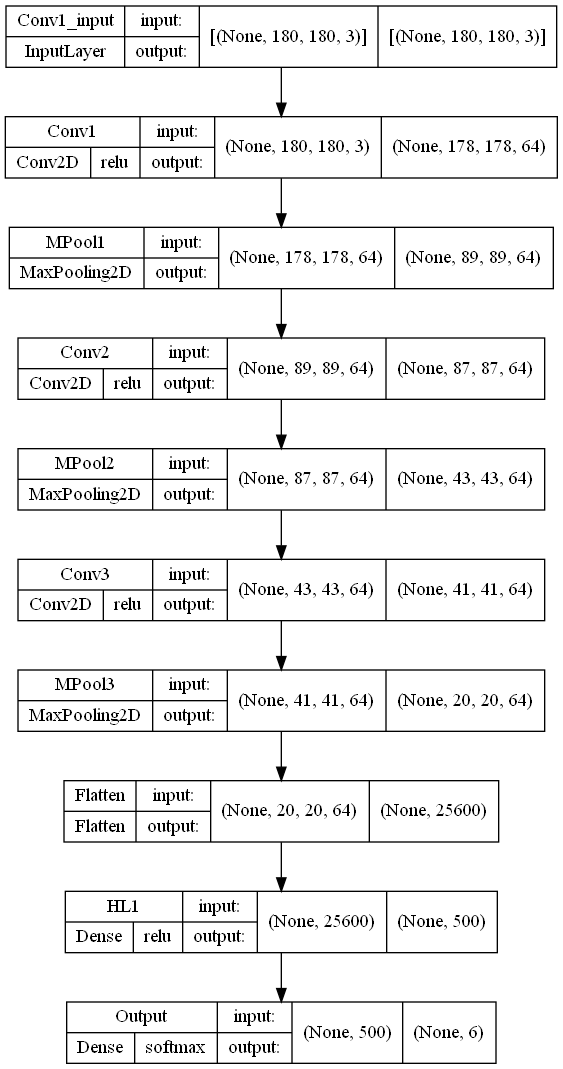 Conv1_input input: [(None, 180, 180, 3)] [(None, 180, 180, 3)]
InputLayer output:
Conv1 input: (None, 180, 180, 3) (None, 178, 178, 64)
Conv2D relu output:
MPool1 input: (None, 178, 178, 64) (None, 89, 89, 64)
MaxPooling2D output:
Conv2 input: (None, 89, 89, 64) (None, 87, 87, 64)
Conv2D relu output:
MPool2 input: (None, 87, 87, 64) (None, 43, 43, 64)
MaxPooling2D output:
Conv3 input: (None, 43, 43, 64) (None, 41, 41, 64)
Conv2D relu output:
MPool3 input: (None, 41, 41, 64) (None, 20, 20, 64)
MaxPooling2D output:
Flatten input: (None, 20, 20, 64) (None, 25600)
Flatten output:
HL1 input: (None, 25600) (None, 500)
Dense relu output:
Output input: (None, 500) (None, 6)
Dense softmax output: